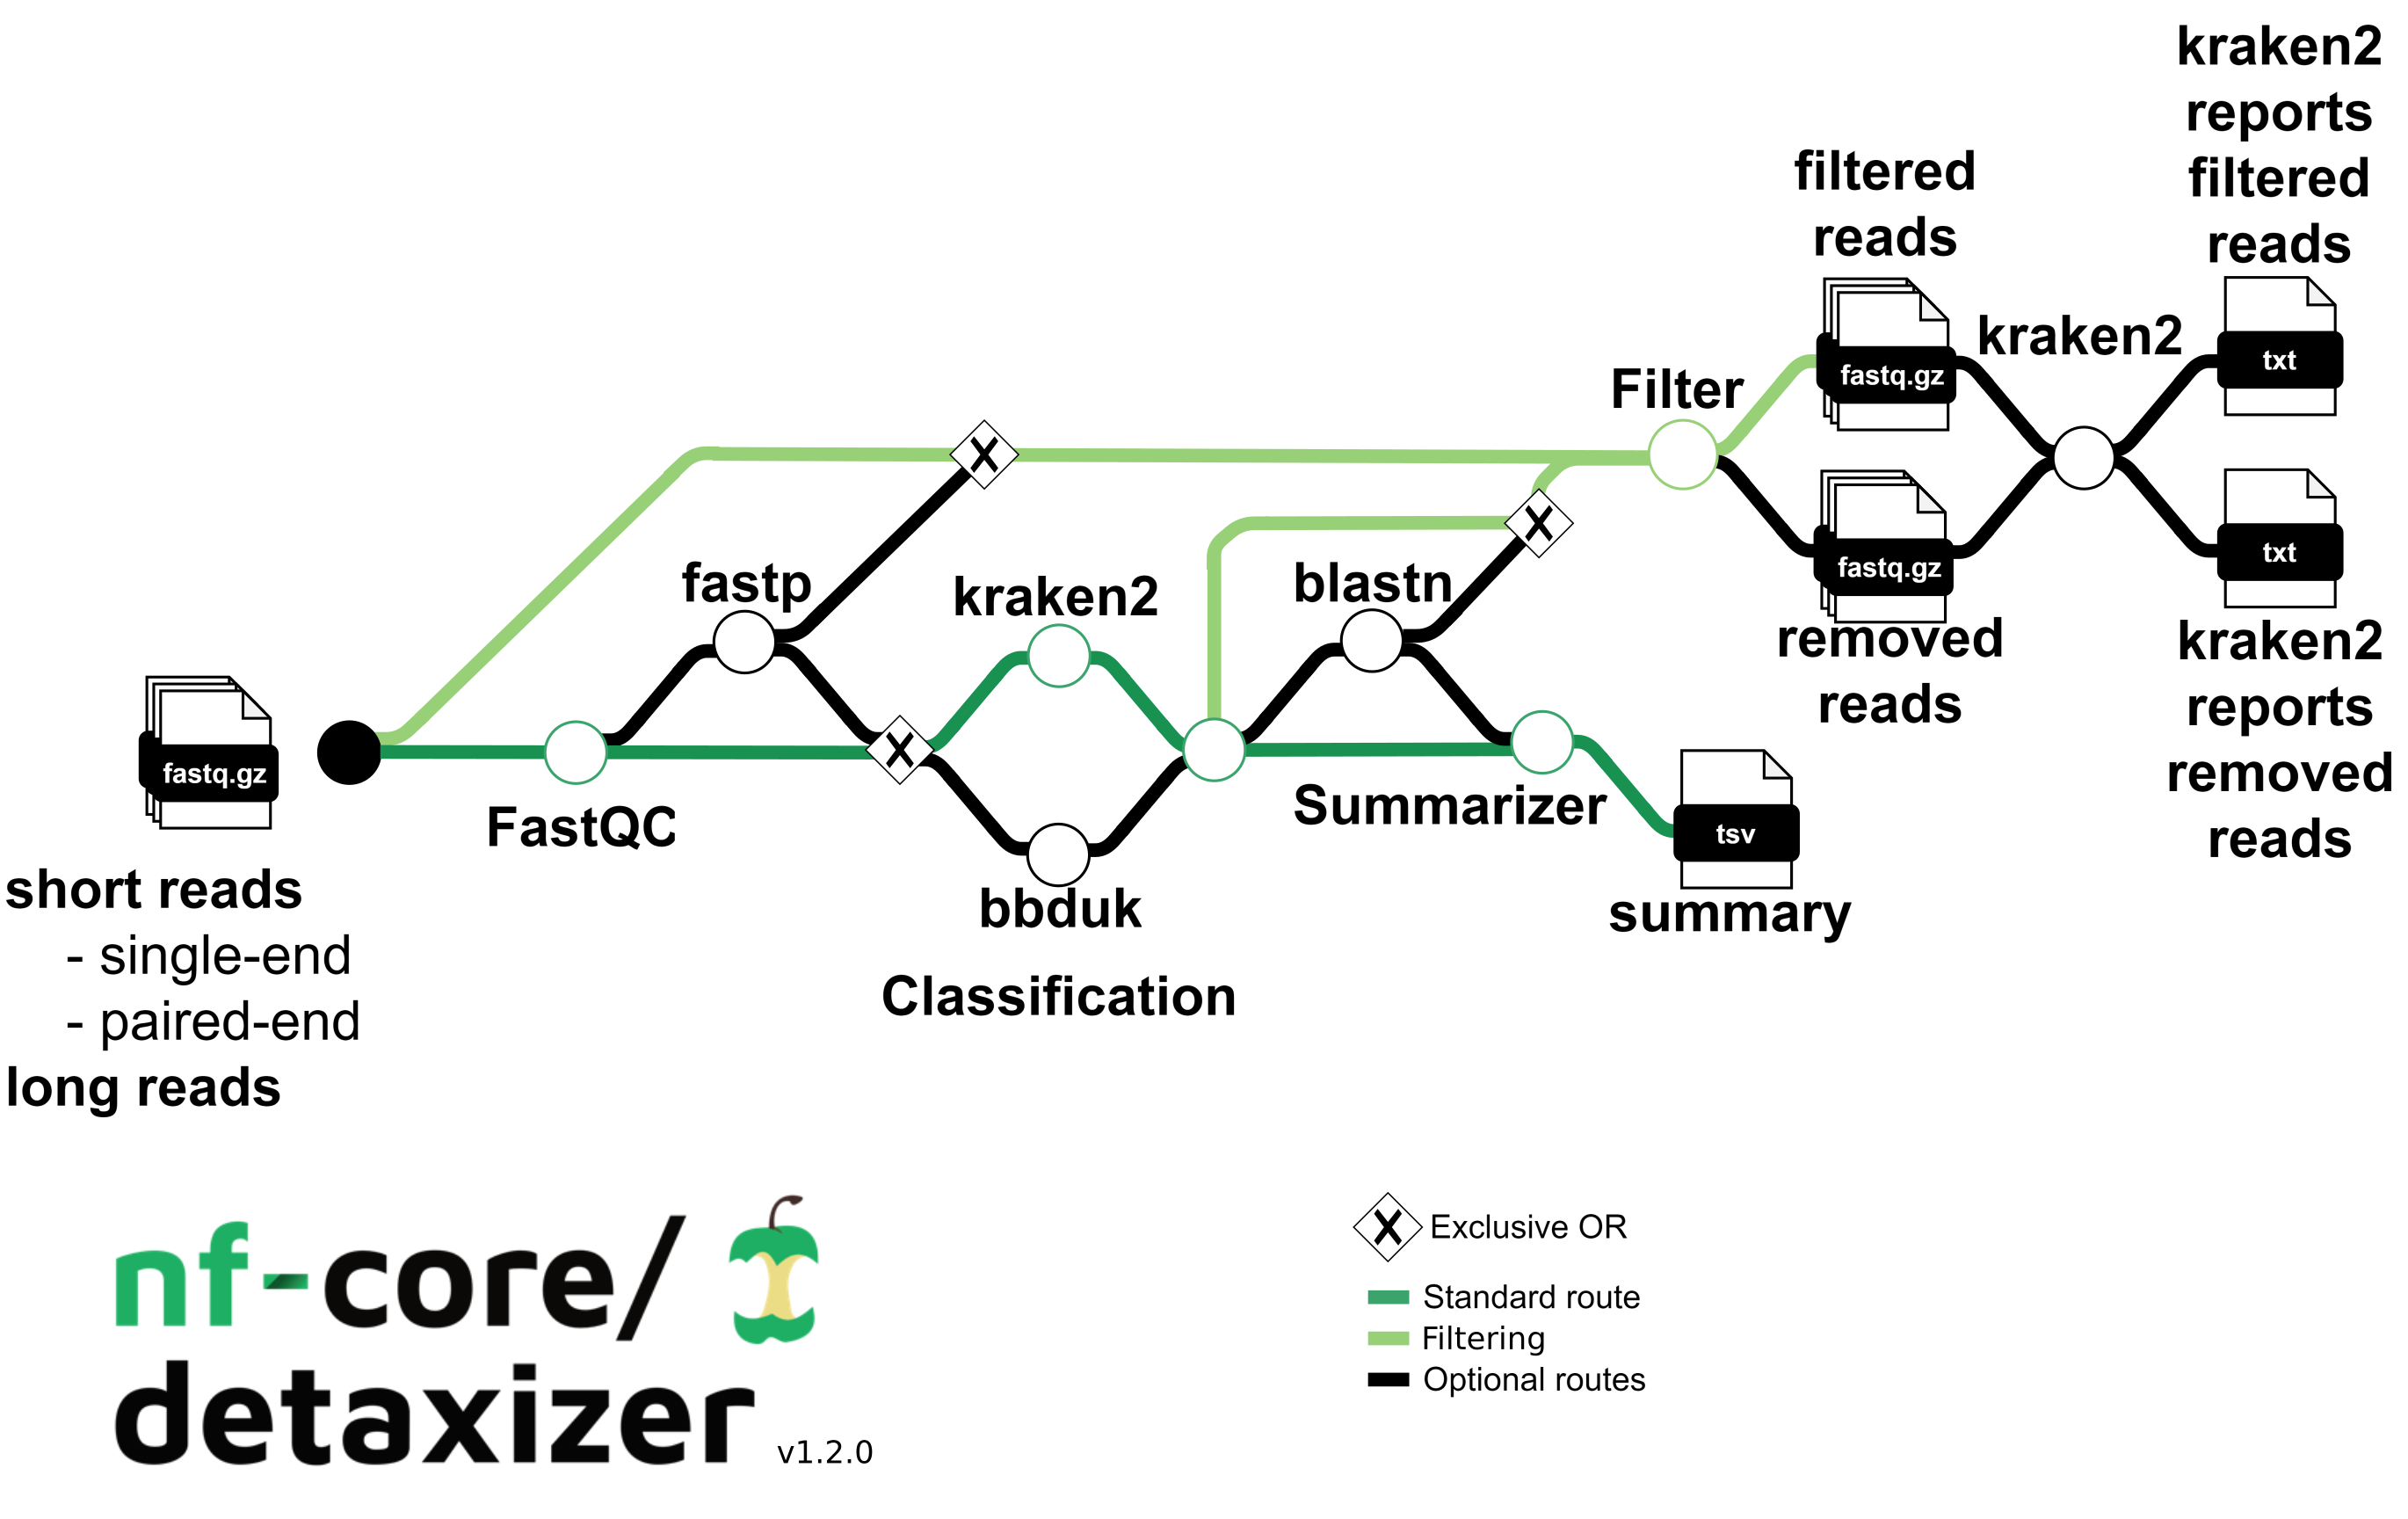 kraken2
reports
filtered
reads
filtered
reads
kraken2
txt
fastq.gz
Filter
X
X
txt
fastq.gz
removed
reads
kraken2
reports
removed
reads
fastp
kraken2
blastn
fastq.gz
X
FastQC
Summarizer
tsv
summary
bbduk
Classification
short reads
- single-end
- paired-end
long reads
nf-core/
detaxizer
v1.2.0
X Exclusive OR
Standard route
Filtering
Optional routes